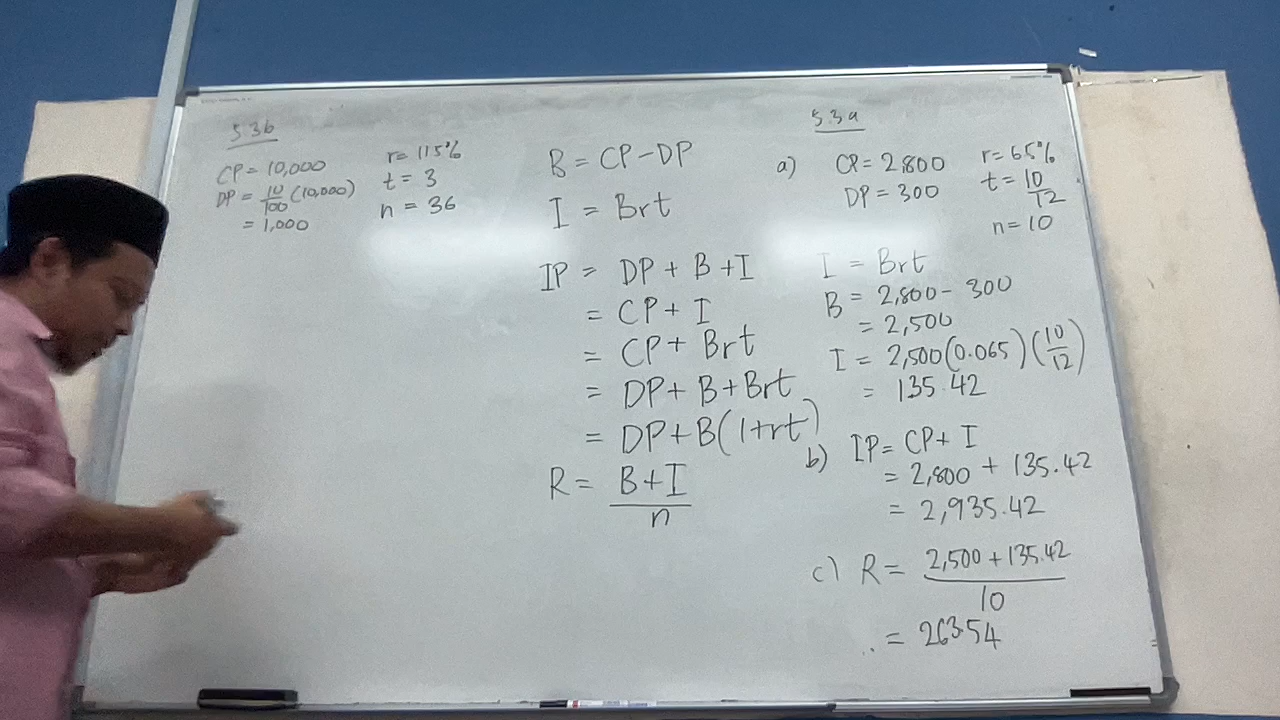 5.3b
CP = 10,000
DP = 10/100 (10,000)
= 1,000
r = 11.5%
t = 3
n = 36
B = CP - DP
I = Brt
IP = DP + B + I
= CP + I
= CP + Brt
= DP + B + Brt
= DP + B(1+rt)
R = B+I/n
5.3a
a) CP = 2,800
DP = 300
r = 6.5%
t = 10/12
n = 10
I = Brt
B = 2,800 - 300
= 2,500
I = 2,500(0.065)(10/12)
= 135.42
b) IP = CP + I
= 2,800 + 135.42
= 2,935.42
c) R = 2,500 + 135.42/10
= 263.54